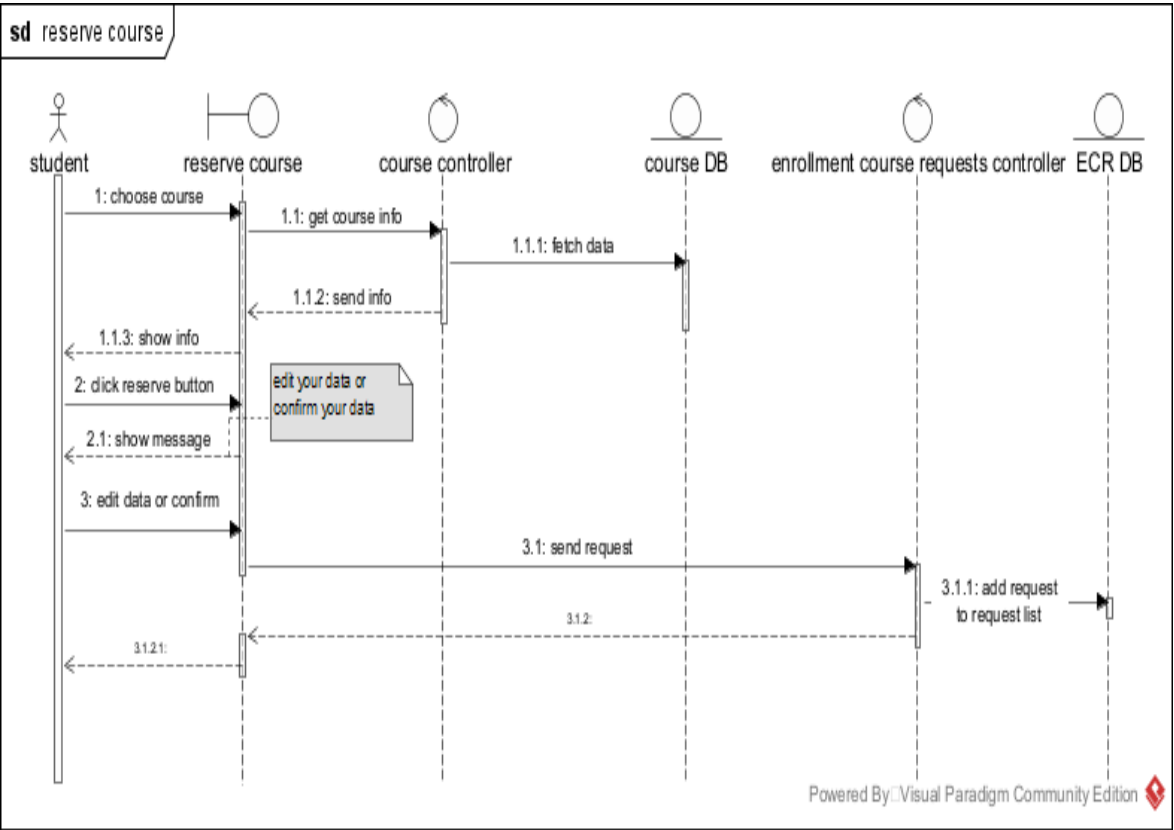 sd reserve course
student
reserve course
course controller
course DB
enrollment course requests controller
ECR DB
1: choose course
1.1: get course info
1.1.1: fetch data
1.1.2: send info
1.1.3: show info
2: click reserve button
edit your data or
confirm your data
2.1: show message
3: edit data or confirm
3.1: send request
3.1.1: add request
to request list
3.1.2:
3.1.2.1:
Powered By Visual Paradigm Community Edition